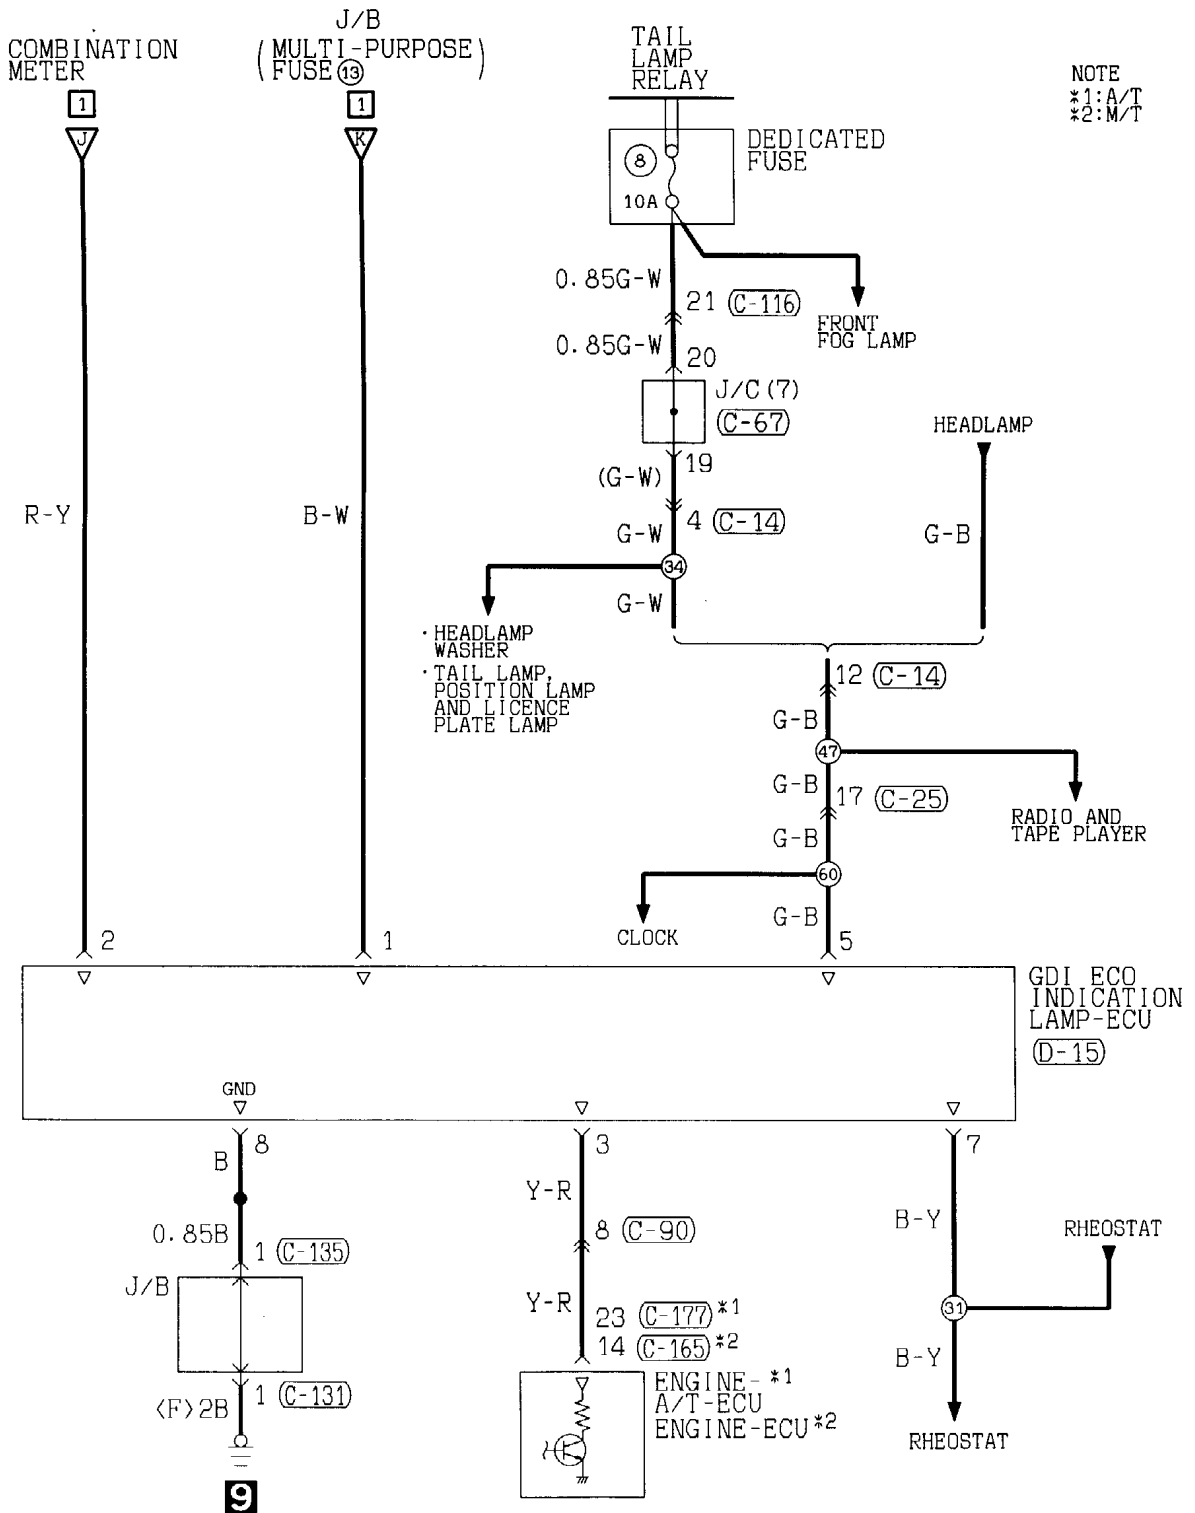 COMBINATION
METER
J/B
(MULTI-PURPOSE)
FUSE⑬
TAIL
LAMP
RELAY
NOTE
*1:A/T
*2:M/T
1
J
1
K
DEDICATED
FUSE
8
10A
0.85G-W
21 (C-116)
FRONT
FOG LAMP
0.85G-W
20
J/C(7)
(C-67)
HEADLAMP
19
(G-W)
R-Y
B-W
4 (C-14)
G-W
G-B
34
G-W
·HEADLAMP
WASHER
·TAIL LAMP,
POSITION LAMP
AND LICENCE
PLATE LAMP
12 (C-14)
G-B
47
G-B
17 (C-25)
RADIO AND
TAPE PLAYER
G-B
60
G-B
CLOCK
2
1
5
GDI ECO
INDICATION
LAMP-ECU
(D-15)
GND
8
3
7
B
Y-R
B-Y
0.85B
1 (C-135)
8 (C-90)
RHEOSTAT
J/B
Y-R
23 (C-177)*1
14 (C-165)*2
31
B-Y
1 (C-131)
<F>2B
ENGINE-*1
A/T-ECU
ENGINE-ECU*2
RHEOSTAT
9